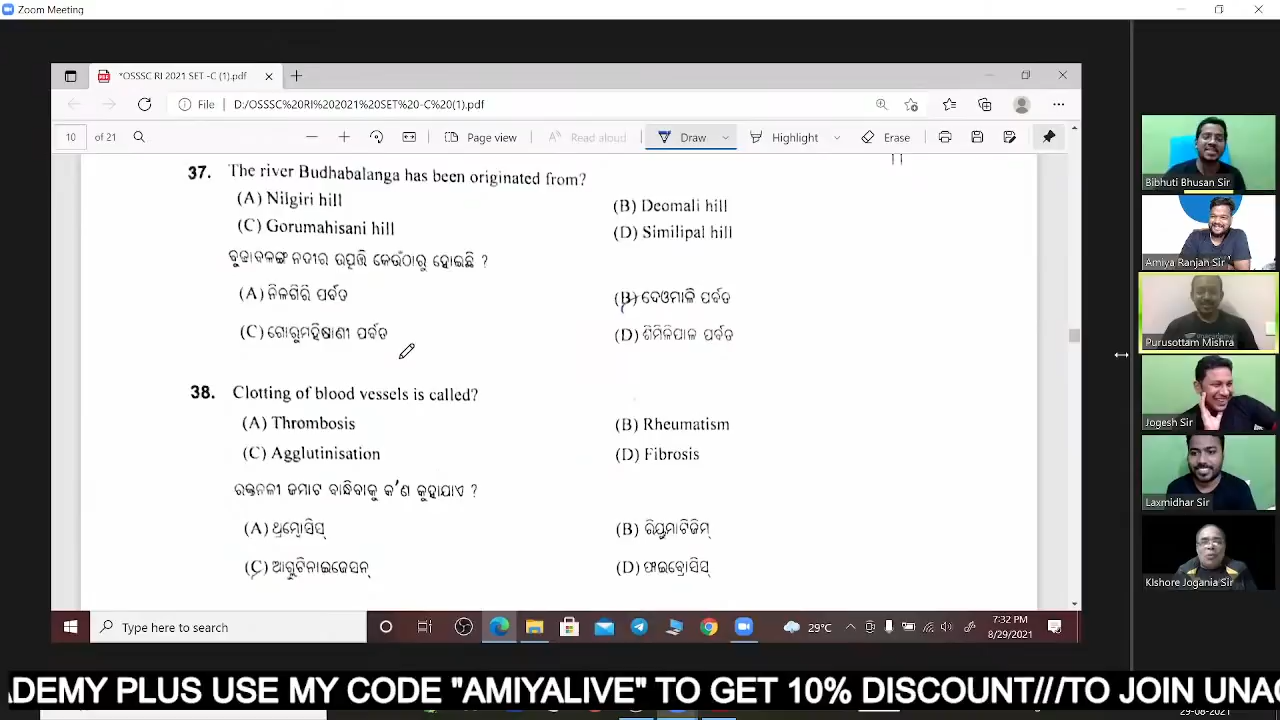 Zoom Meeting
*OSSSC RI 2021 SET -C (1).pdf
File D:/OSSSC%20RI%202021%20SET%20-C%20(1).pdf
10 of 21 Page view Read aloud Draw Highlight Erase
37. The river Budhabalanga has been originated from?
(A) Nilgiri hill (B) Deomali hill
(C) Gorumahisani hill (D) Similipal hill
ବୁଢାବଳଙ୍ଗ ନଦୀର ଉତ୍ପତ୍ତି କେଉଁଠାରୁ ହୋଇଛି ?
(A) ନିଳଗିରି ପର୍ବତ (B) ଦେଓମାଳି ପର୍ବତ
(C) ଗୋରୁମହିଷାଣୀ ପର୍ବତ (D) ଶିମିଳିପାଳ ପର୍ବତ
38. Clotting of blood vessels is called?
(A) Thrombosis (B) Rheumatism
(C) Agglutinisation (D) Fibrosis
ରକ୍ତନଳୀ ଜମାଟ ବାନ୍ଧିବାକୁ କ'ଣ କୁହାଯାଏ ?
(A) ଥ୍ରମ୍ବୋସିସ୍ (B) ରିୟୁମାଟିଜିମ୍
(C) ଆଗ୍ଲୁଟିନାଇଜେସନ୍ (D) ଫାଇବ୍ରୋସିସ୍
Bibhuti Bhusan Sir
Amiya Ranjan Sir
Purusottam Mishra
Jogesh Sir
Laxmidhar Sir
KIshore Jogania Sir
Type here to search 29°C 7:32 PM
8/29/2021
ADEMY PLUS USE MY CODE "AMIYALIVE" TO GET 10% DISCOUNT///TO JOIN UNAC
29-08-2021